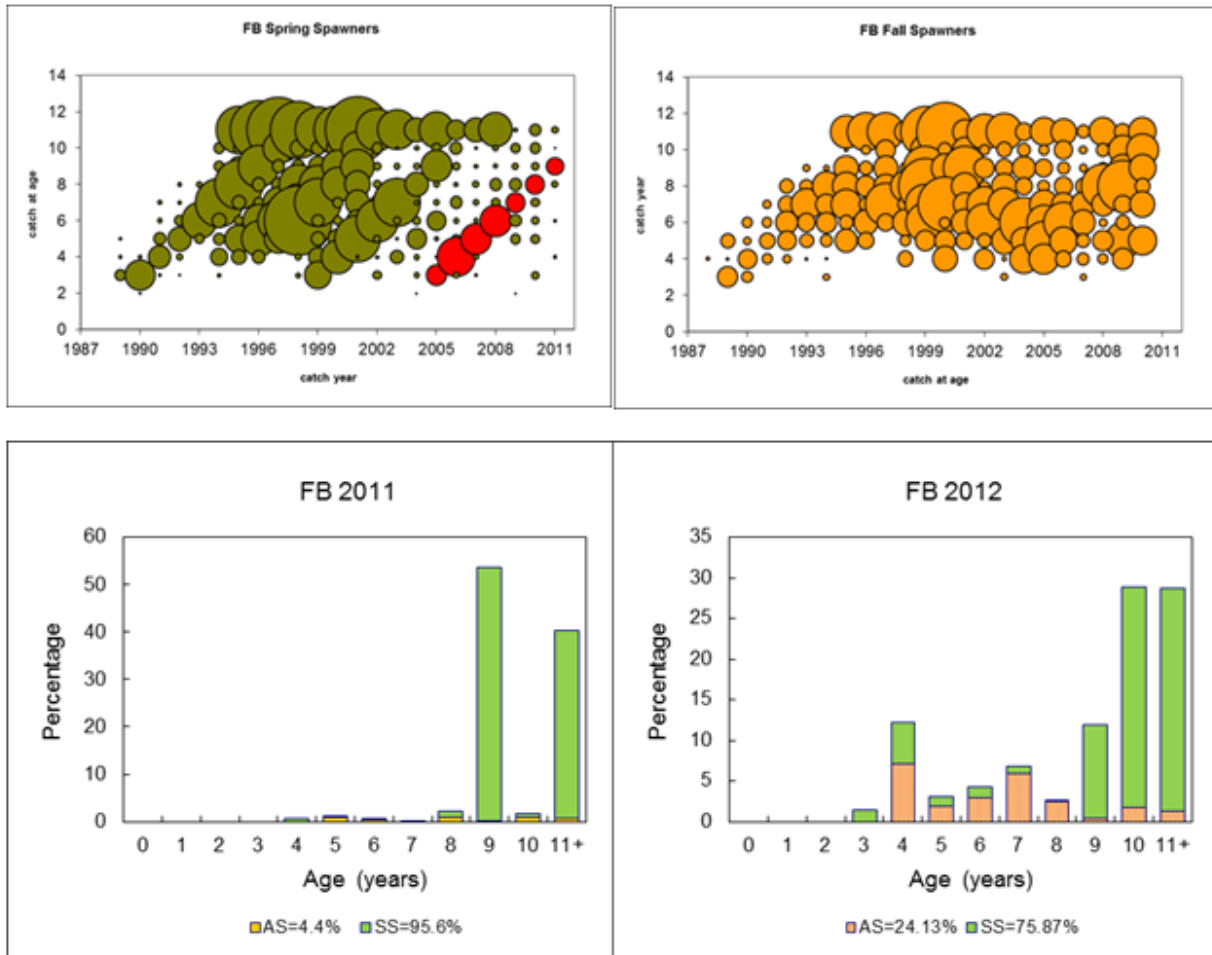 FB Spring Spawners
catch at age
14
12
10
8
6
4
2
0
1987 1990 1993 1996 1999 2002 2005 2008 2011
catch year
FB Fall Spawners
catch year
14
12
10
8
6
4
2
0
1987 1990 1993 1996 1999 2002 2005 2008 2011
catch at age
FB 2011
Percentage
60
50
40
30
20
10
0
0 1 2 3 4 5 6 7 8 9 10 11+
Age (years)
AS=4.4% SS=95.6%
FB 2012
Percentage
35
30
25
20
15
10
5
0
0 1 2 3 4 5 6 7 8 9 10 11+
Age (years)
AS=24.13% SS=75.87%